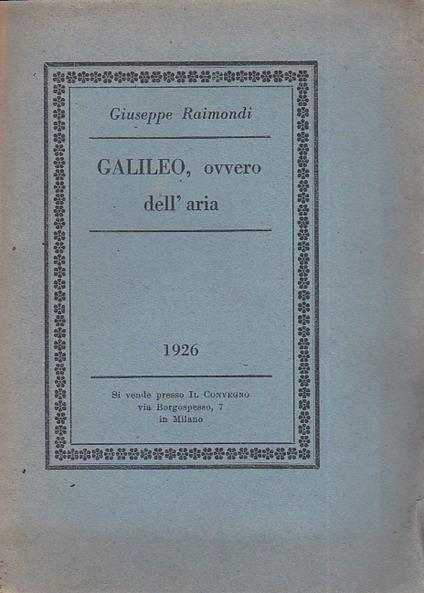 Giuseppe Raimondi
GALILEO, ovvero
dell' aria
1926
Si vende presso IL CONVEGNO
via Borgospesso, 7
in Milano